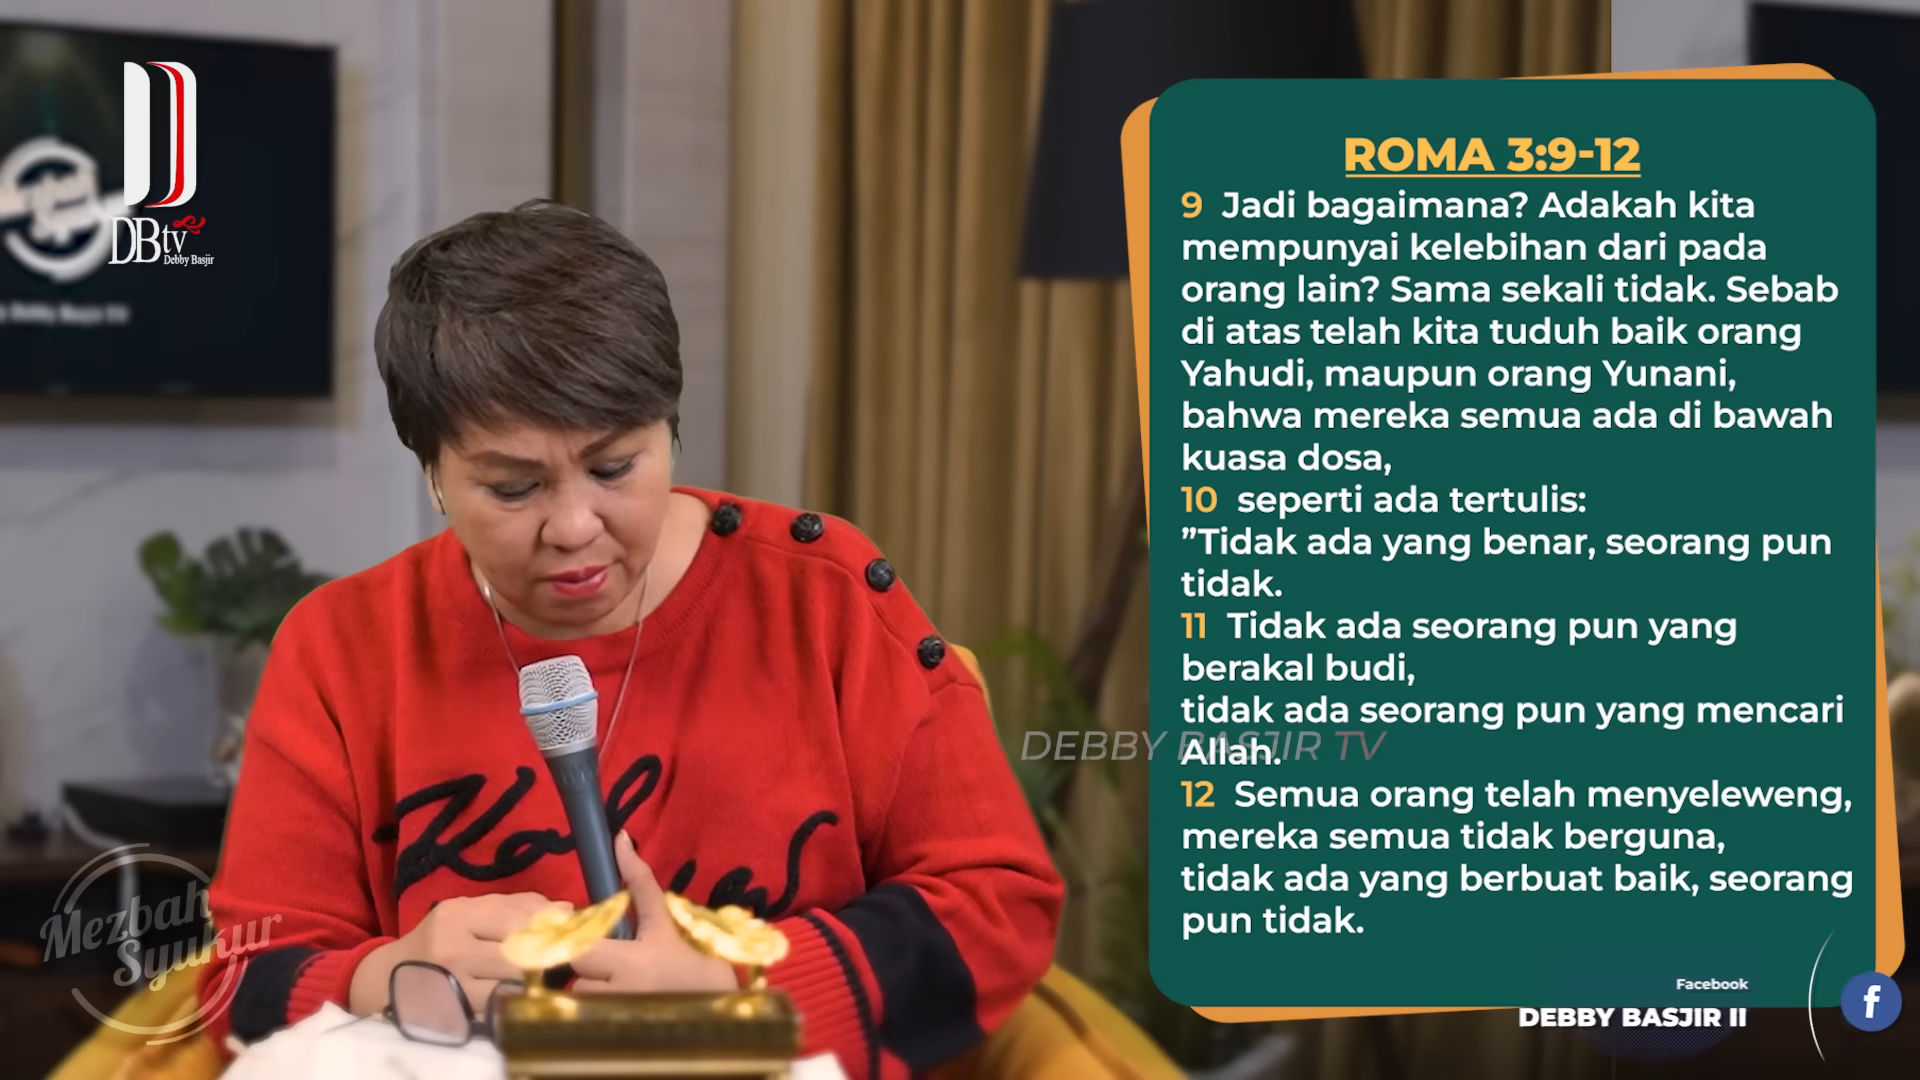 DBtv
Debby Basjir
ROMA 3:9-12
9 Jadi bagaimana? Adakah kita
mempunyai kelebihan dari pada
orang lain? Sama sekali tidak. Sebab
di atas telah kita tuduh baik orang
Yahudi, maupun orang Yunani,
bahwa mereka semua ada di bawah
kuasa dosa,
10 seperti ada tertulis:
”Tidak ada yang benar, seorang pun
tidak.
11 Tidak ada seorang pun yang
berakal budi,
tidak ada seorang pun yang mencari
Allah.
12 Semua orang telah menyeleweng,
mereka semua tidak berguna,
tidak ada yang berbuat baik, seorang
pun tidak.
DEBBY BASJIR TV
Mezbah
Syukur
Facebook
DEBBY BASJIR II
f